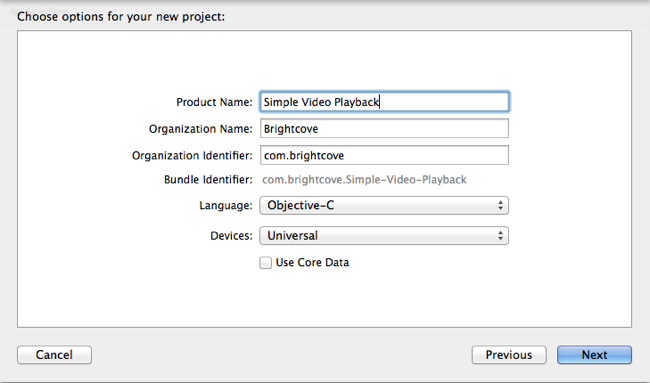 Choose options for your new project:
Product Name: Simple Video Playback
Organization Name: Brightcove
Organization Identifier: com.brightcove
Bundle Identifier: com.brightcove.Simple-Video-Playback
Language: Objective-C
Devices: Universal
Use Core Data
Cancel Previous Next